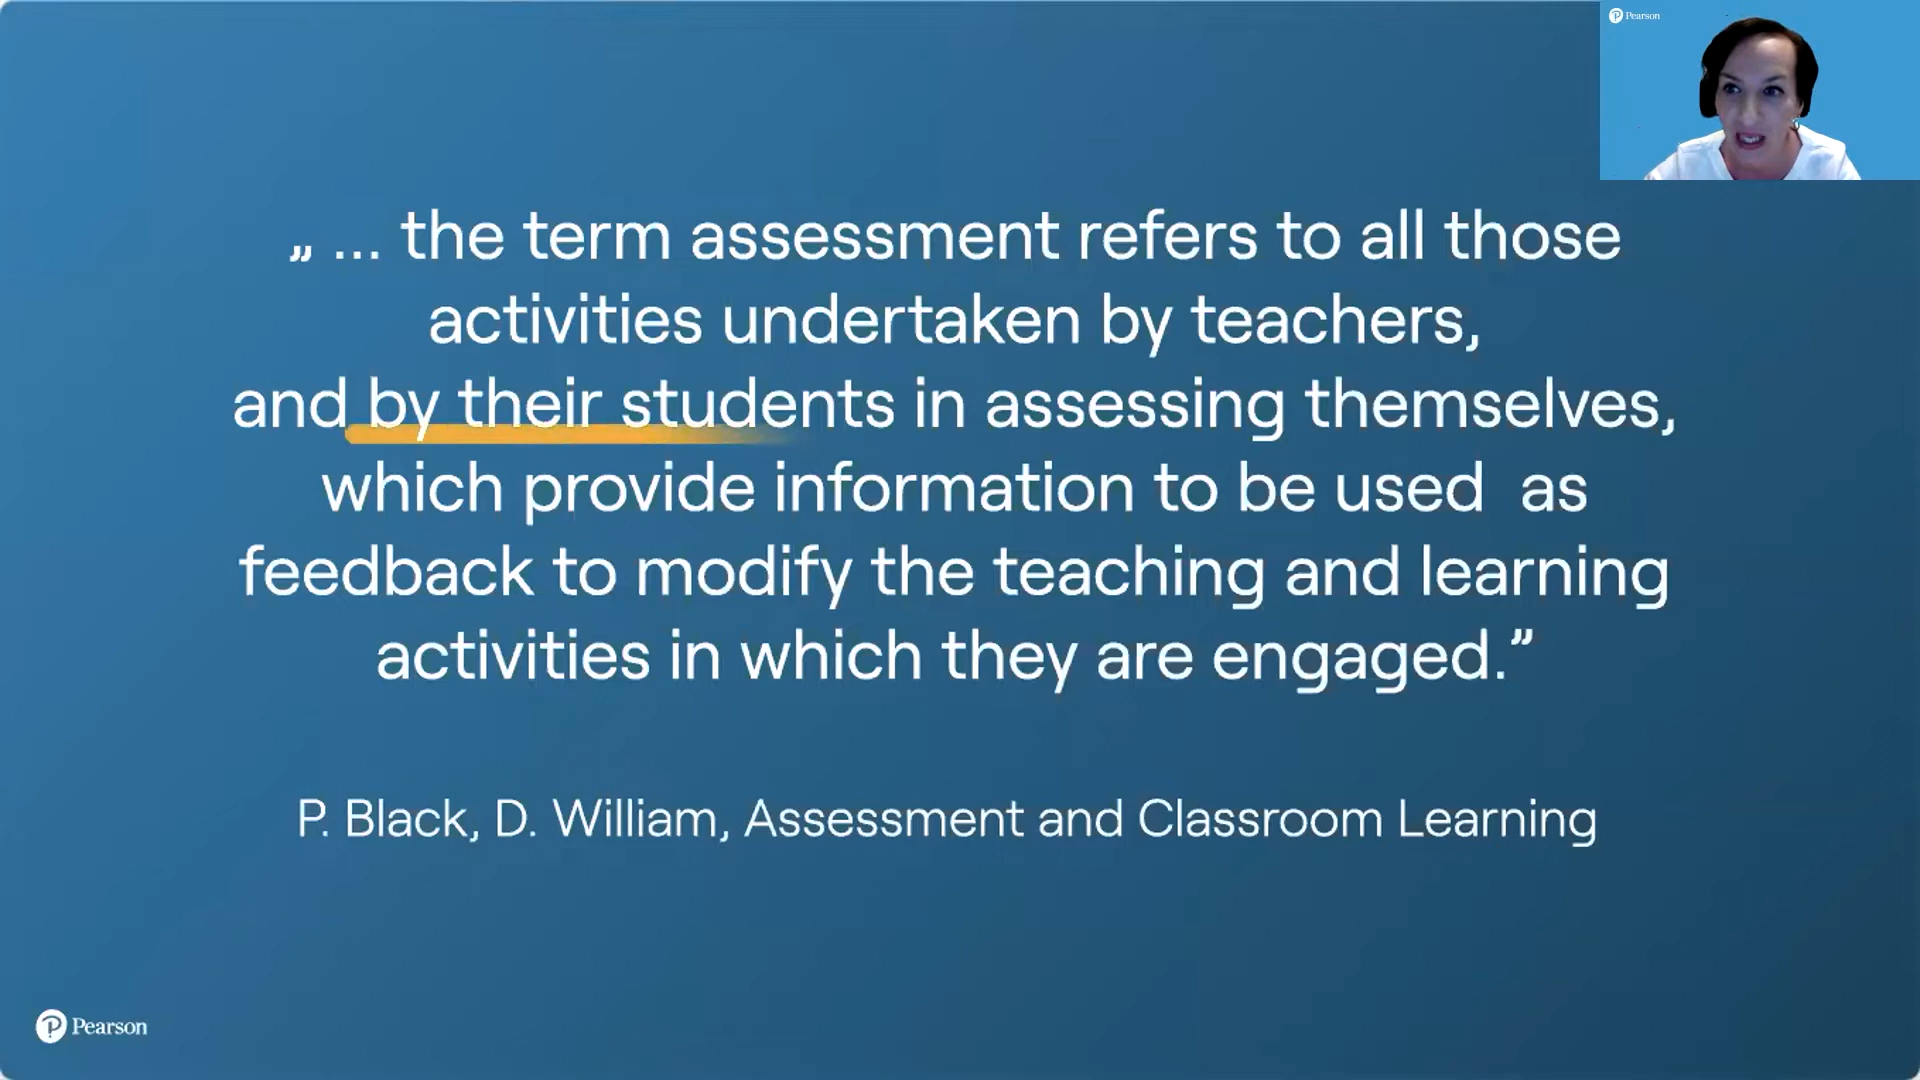 Pearson
„ ... the term assessment refers to all those
activities undertaken by teachers,
and by their students in assessing themselves,
which provide information to be used  as
feedback to modify the teaching and learning
activities in which they are engaged.”
P. Black, D. William, Assessment and Classroom Learning
Pearson